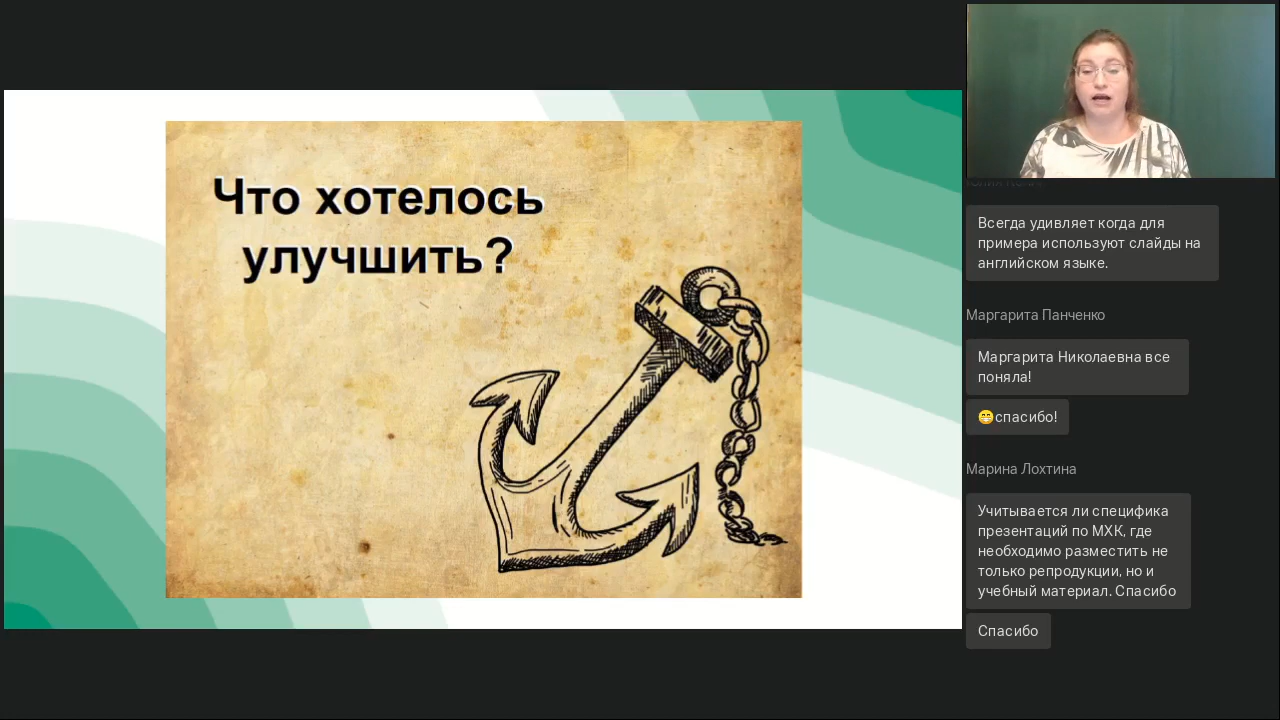 Что хотелось
улучшить?
Всегда удивляет когда для
примера используют слайды на
английском языке.
Маргарита Панченко
Маргарита Николаевна все
поняла!
😁спасибо!
Марина Лохтина
Учитывается ли специфика
презентаций по МХК, где
необходимо разместить не
только репродукции, но и
учебный материал. Спасибо
Спасибо